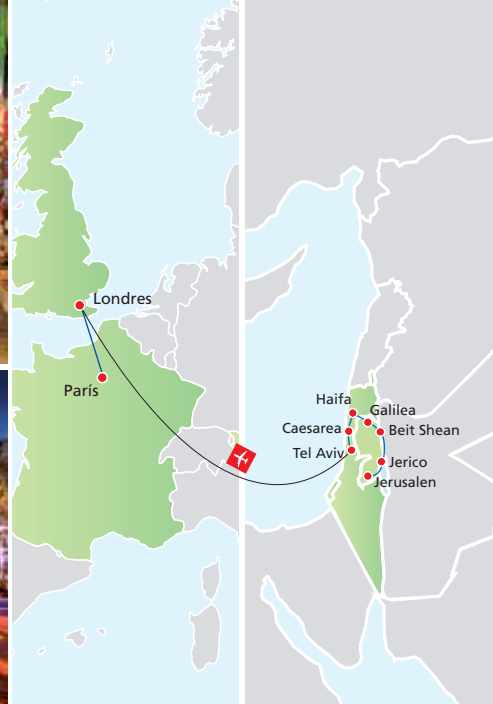 Londres
París
Haifa
Galilea
Caesarea
Beit Shean
Tel Aviv
Jerico
Jerusalen